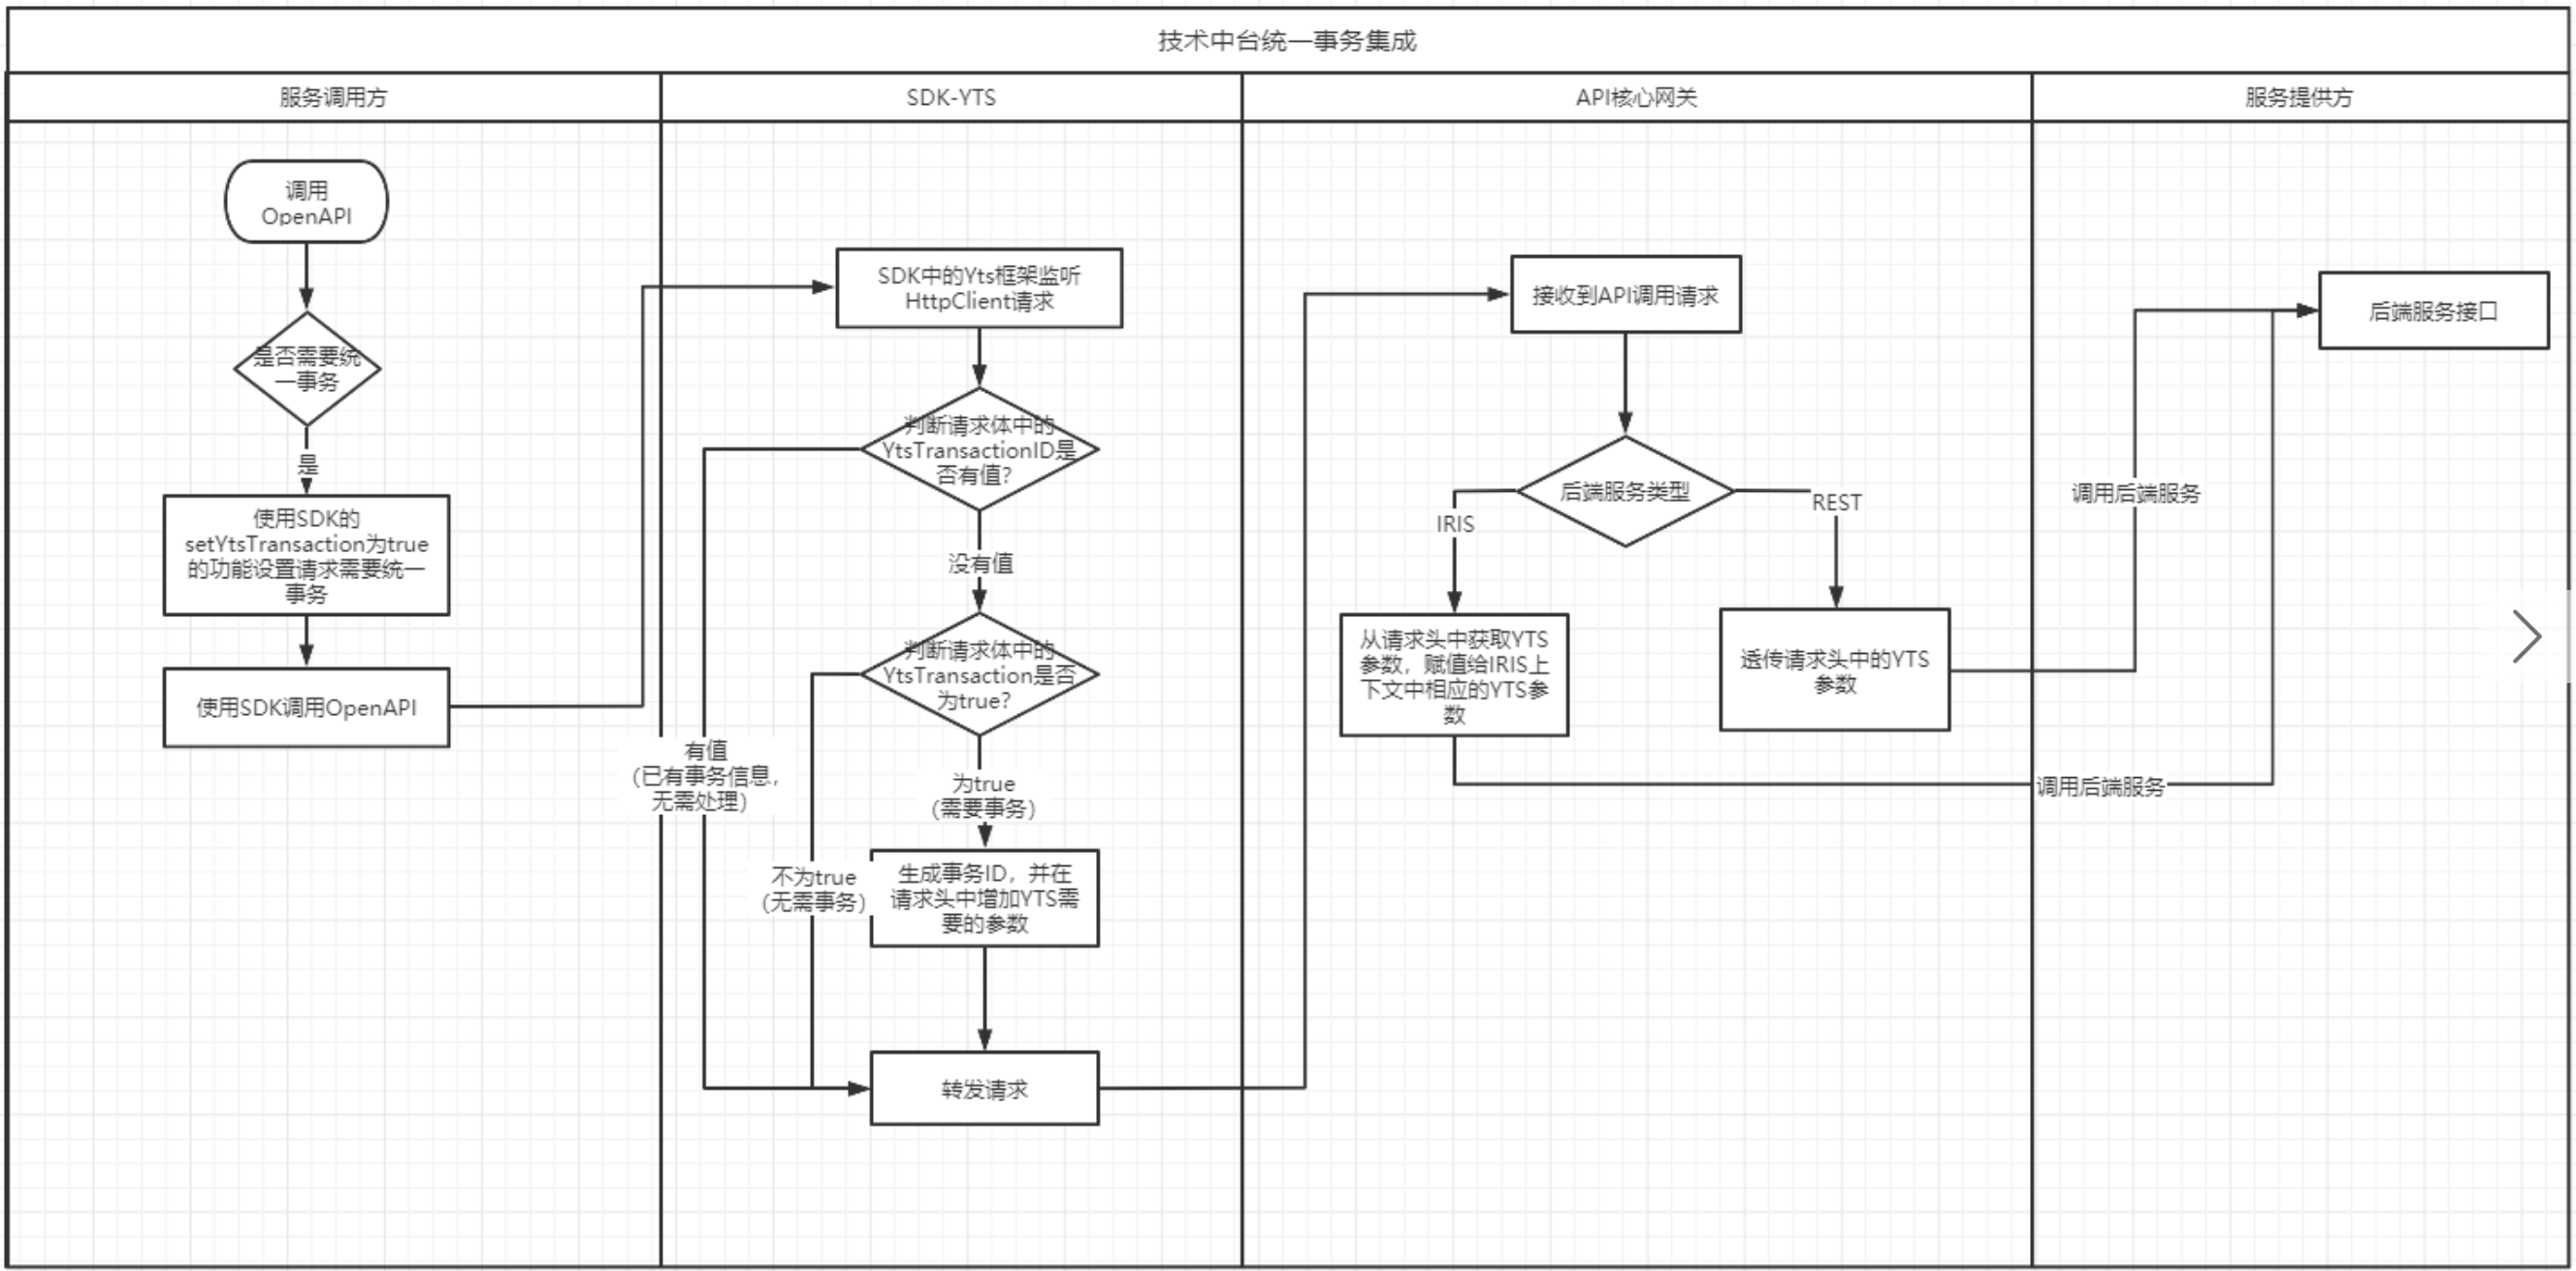 技术中台统一事务集成
服务调用方
SDK-YTS
API核心网关
服务提供方
调用
OpenAPI
是否需要统
一事务
是
使用SDK的
setYtsTransaction为true
的功能设置请求需要统一
事务
使用SDK调用OpenAPI
SDK中的Yts框架监听
HttpClient请求
判断请求体中的
YtsTransactionID是
否有值?
没有值
判断请求体中的
YtsTransaction是否
为true?
有值
(已有事务信息,
无需处理)
为true
(需要事务)
不为true
(无需事务)
生成事务ID，并在
请求头中增加YTS需
要的参数
转发请求
接收到API调用请求
后端服务类型
IRIS
REST
从请求头中获取YTS
参数，赋值给IRIS上
下文中相应的YTS参
数
透传请求头中的YTS
参数
调用后端服务
调用后端服务
后端服务接口